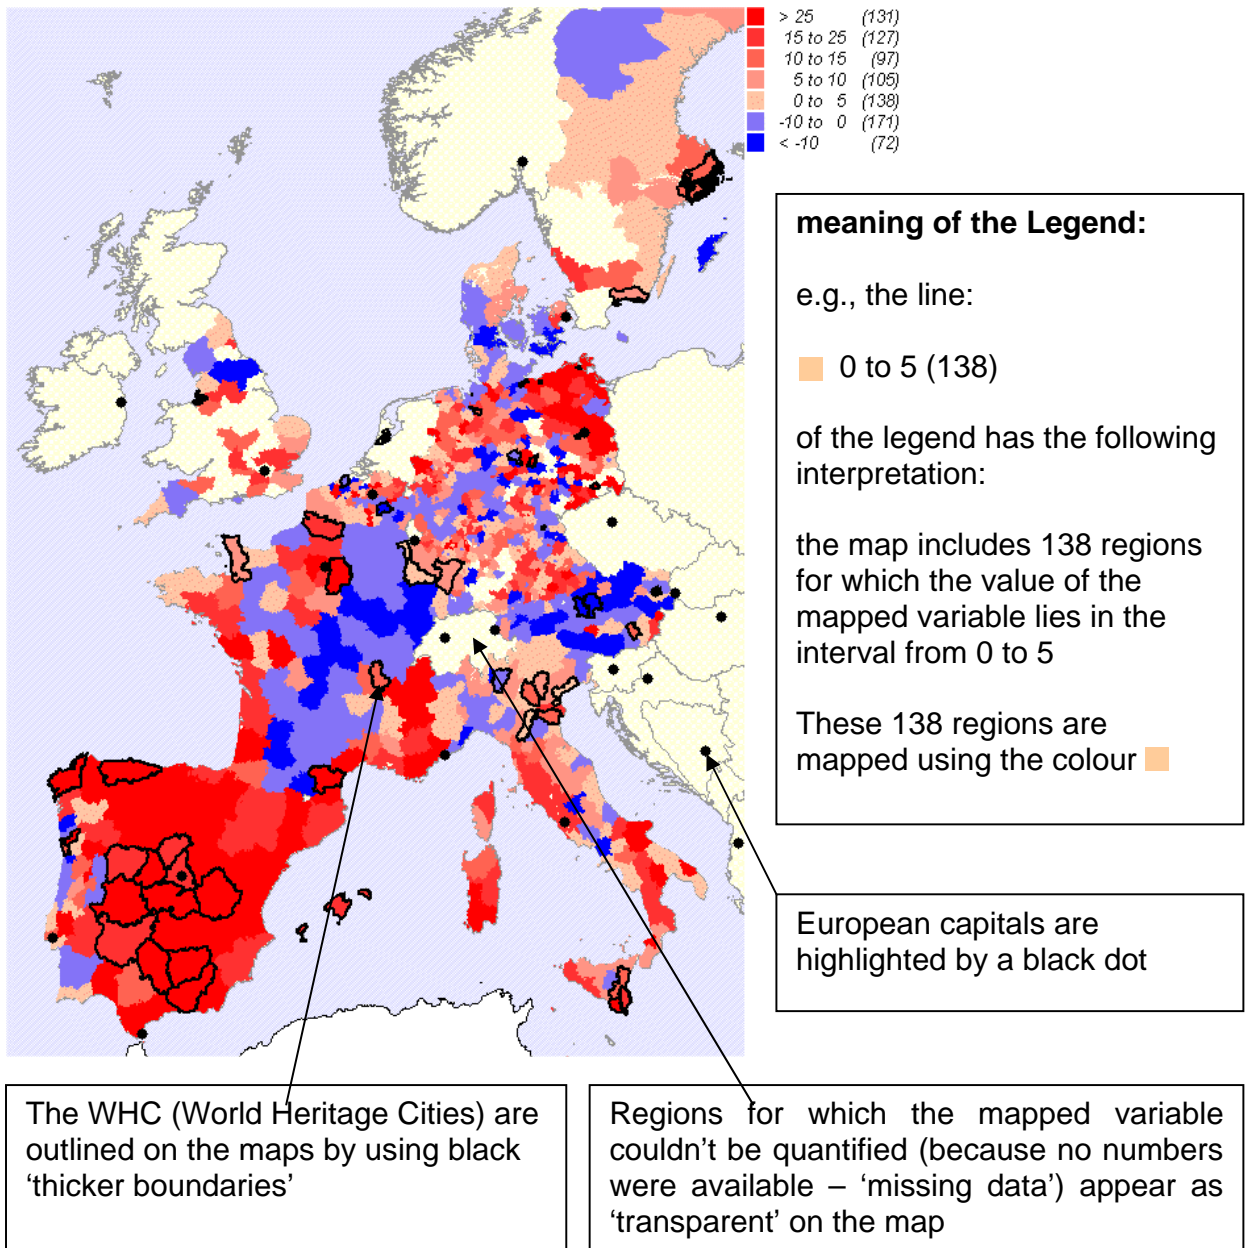 > 25 (131)
15 to 25 (127)
10 to 15 (97)
5 to 10 (105)
0 to 5 (138)
-10 to 0 (171)
< -10 (72)
meaning of the Legend:
e.g., the line:
0 to 5 (138)
of the legend has the following
interpretation:
the map includes 138 regions
for which the value of the
mapped variable lies in the
interval from 0 to 5
These 138 regions are
mapped using the colour
European capitals are
highlighted by a black dot
The WHC (World Heritage Cities) are
outlined on the maps by using black
‘thicker boundaries’
Regions for which the mapped variable
couldn’t be quantified (because no numbers
were available – ‘missing data’) appear as
‘transparent’ on the map